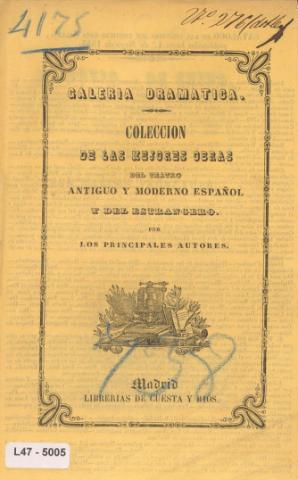 4175
GALERIA DRAMATICA.
COLECCION
DE LAS MEJORES OBRAS
DEL TEATRO
ANTIGUO Y MODERNO ESPAÑOL
Y DEL ESTRANGERO.
POR
LOS PRINCIPALES AUTORES.
Madrid
LIBRERIAS DE CUESTA Y RIOS.
L47 - 5005